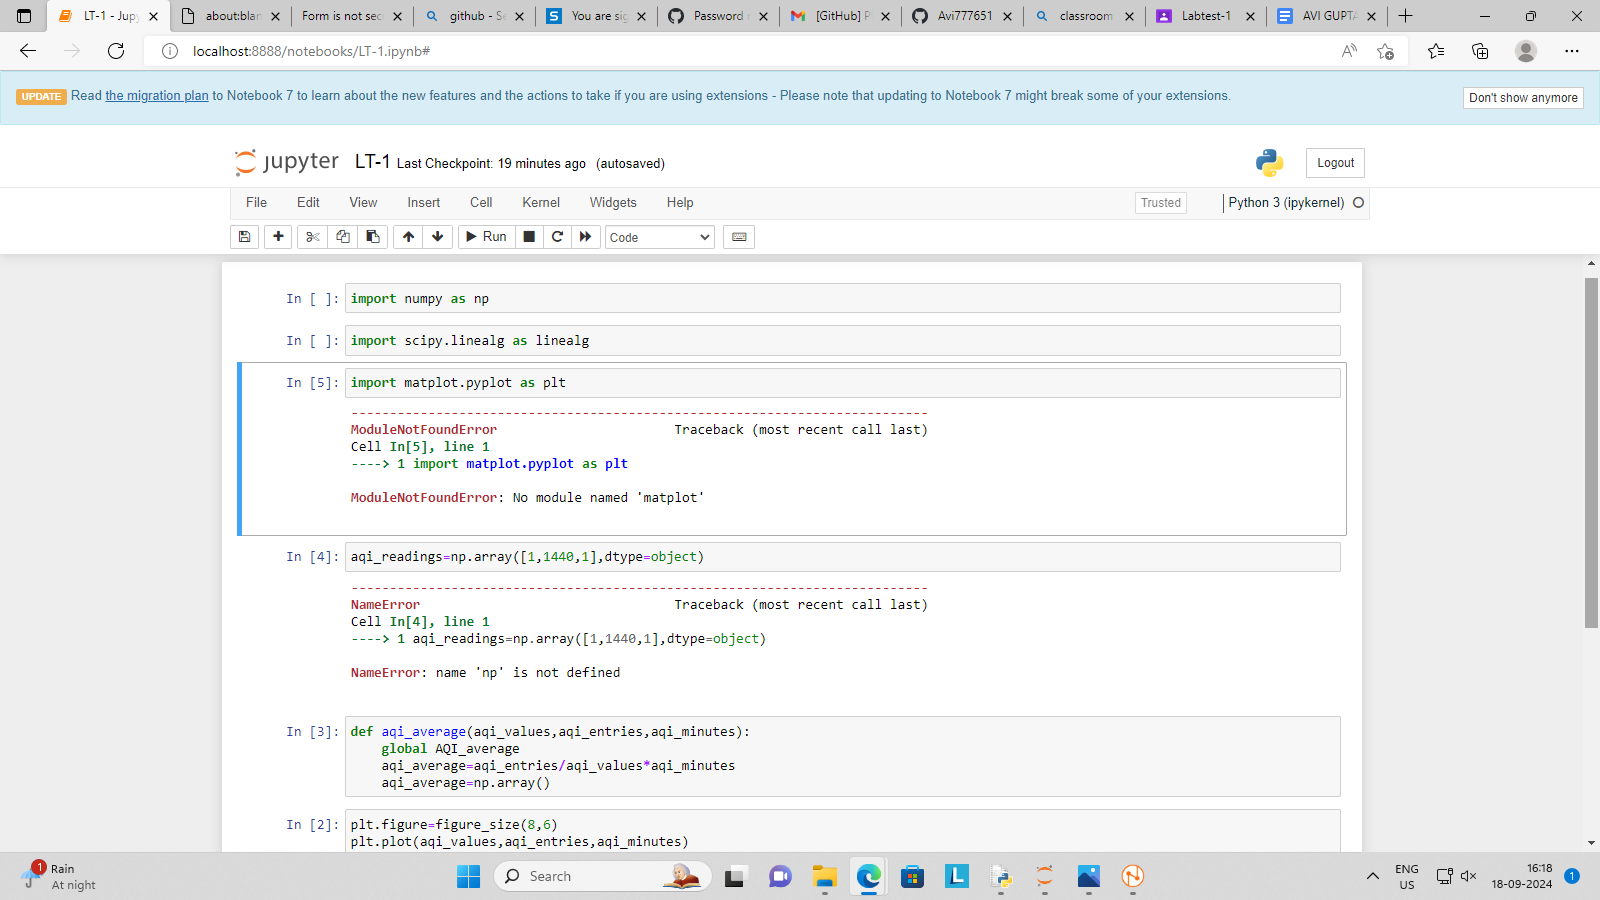 LT-1 - Jup
about:blan
Form is not sec
github - Se
You are sig
Password r
[GitHub] P
Avi777651
classroom
Labtest-1
AVI GUPTA
localhost:8888/notebooks/LT-1.ipynb#
UPDATE Read the migration plan to Notebook 7 to learn about the new features and the actions to take if you are using extensions - Please note that updating to Notebook 7 might break some of your extensions.
Don't show anymore
jupyter LT-1 Last Checkpoint: 19 minutes ago (autosaved)
Logout
File Edit View Insert Cell Kernel Widgets Help
Trusted
Python 3 (ipykernel)
Run
Code
In [ ]: import numpy as np
In [ ]: import scipy.linealg as linealg
In [5]: import matplot.pyplot as plt
---------------------------------------------------------------------------
ModuleNotFoundError Traceback (most recent call last)
Cell In[5], line 1
----> 1 import matplot.pyplot as plt
ModuleNotFoundError: No module named 'matplot'
In [4]: aqi_readings=np.array([1,1440,1],dtype=object)
---------------------------------------------------------------------------
NameError Traceback (most recent call last)
Cell In[4], line 1
----> 1 aqi_readings=np.array([1,1440,1],dtype=object)
NameError: name 'np' is not defined
In [3]: def aqi_average(aqi_values,aqi_entries,aqi_minutes):
global AQI_average
aqi_average=aqi_entries/aqi_values*aqi_minutes
aqi_average=np.array()
In [2]: plt.figure=figure_size(8,6)
plt.plot(aqi_values,aqi_entries,aqi_minutes)
1
Rain
At night
Search
L
ENG
US
16:18
18-09-2024
1